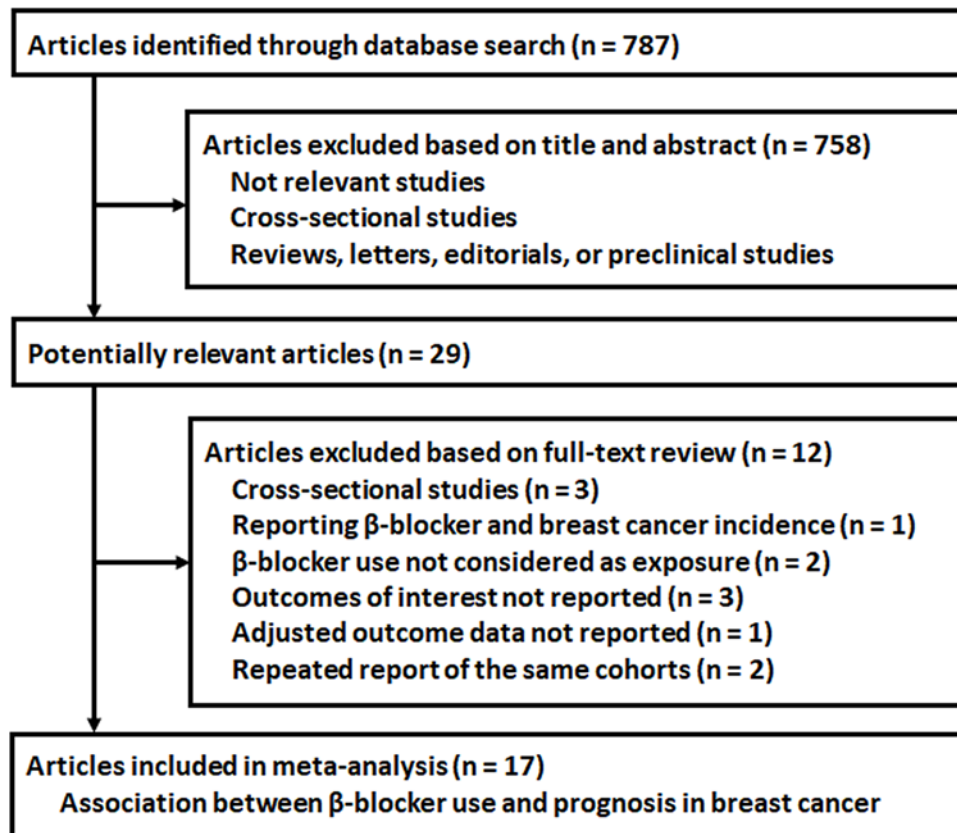 Articles identified through database search (n = 787)
Articles excluded based on title and abstract (n = 758)
Not relevant studies
Cross-sectional studies
Reviews, letters, editorials, or preclinical studies
Potentially relevant articles (n = 29)
Articles excluded based on full-text review (n = 12)
Cross-sectional studies (n = 3)
Reporting β-blocker and breast cancer incidence (n = 1)
β-blocker use not considered as exposure (n = 2)
Outcomes of interest not reported (n = 3)
Adjusted outcome data not reported (n = 1)
Repeated report of the same cohorts (n = 2)
Articles included in meta-analysis (n = 17)
Association between β-blocker use and prognosis in breast cancer